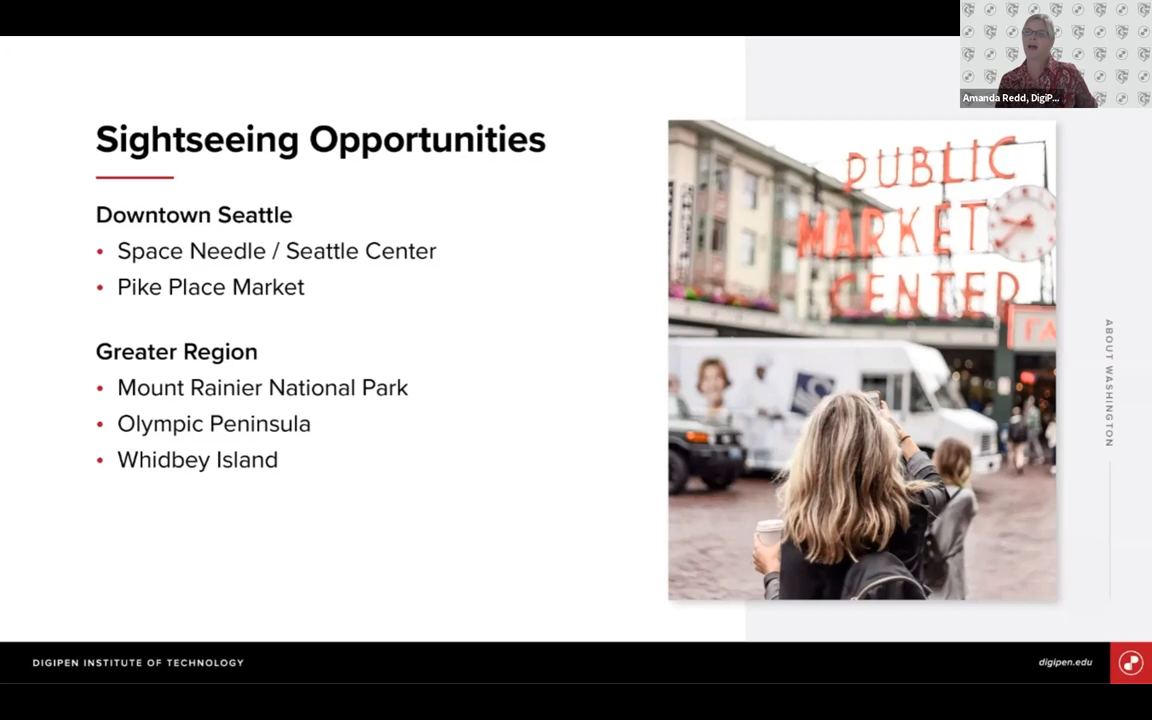 Amanda Redd, DigiP...
Sightseeing Opportunities
Downtown Seattle
• Space Needle / Seattle Center
• Pike Place Market
Greater Region
• Mount Rainier National Park
• Olympic Peninsula
• Whidbey Island
PUBLIC
MARKET
CENTER
FA
ABOUT WASHINGTON
DIGIPEN INSTITUTE OF TECHNOLOGY
digipen.edu